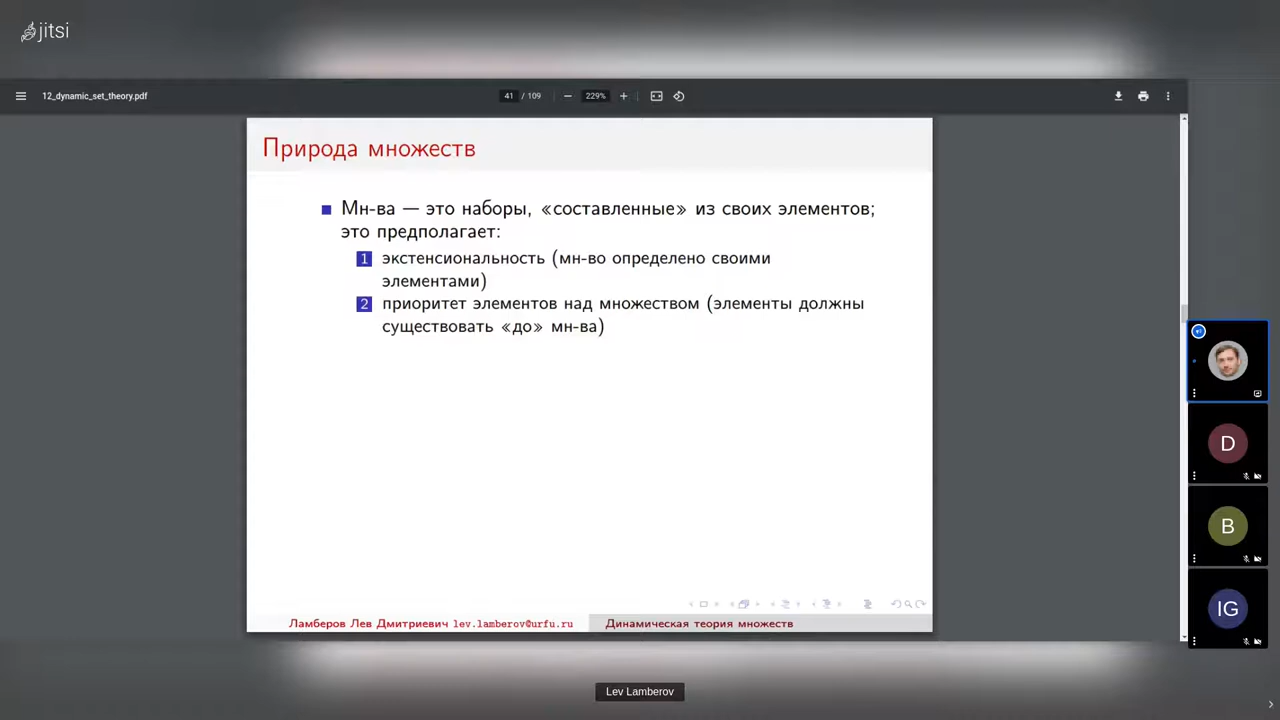 jitsi
12_dynamic_set_theory.pdf
41 / 109
229%
Природа множеств
Мн-ва — это наборы, «составленные» из своих элементов;
это предполагает:
1 экстенсиональность (мн-во определено своими
элементами)
2 приоритет элементов над множеством (элементы должны
существовать «до» мн-ва)
D
B
IG
Ламберов Лев Дмитриевич lev.lamberov@urfu.ru
Динамическая теория множеств
Lev Lamberov